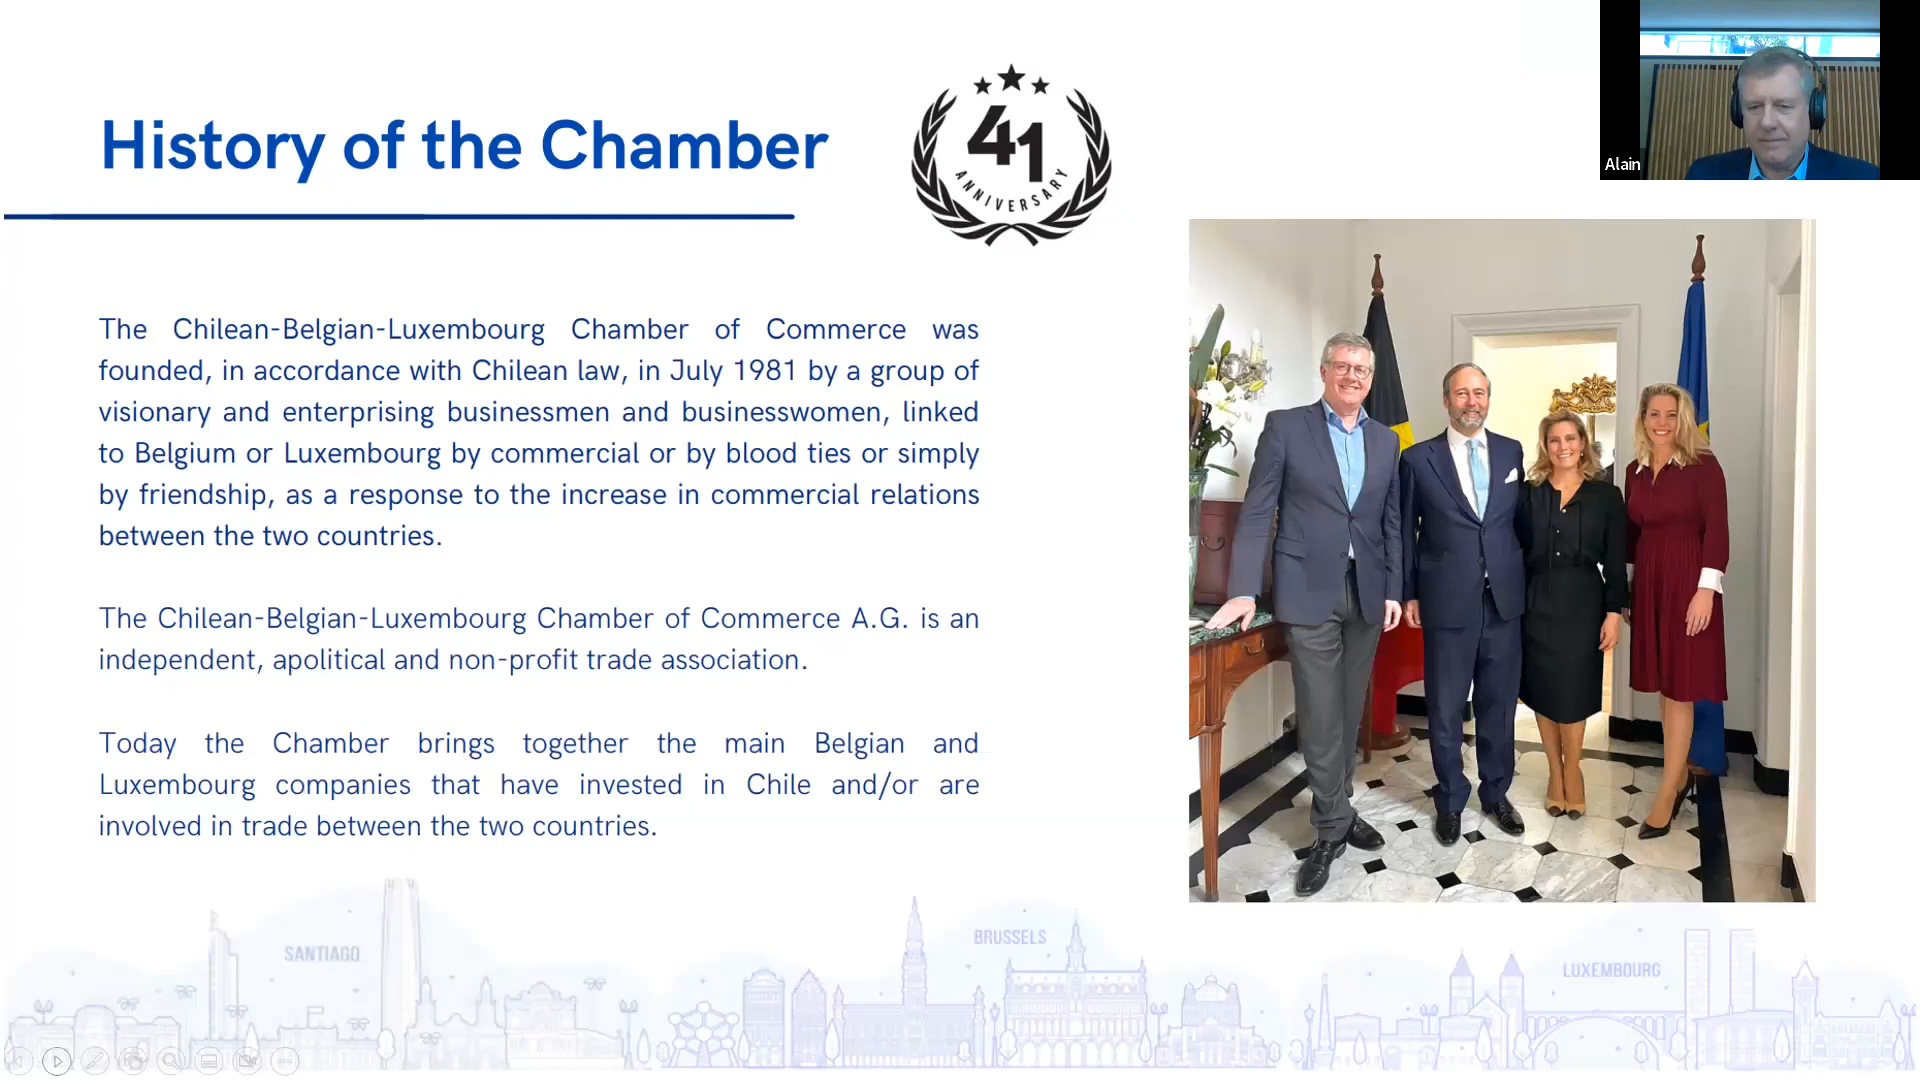 History of the Chamber
41
ANNIVERSARY
Alain
The Chilean-Belgian-Luxembourg Chamber of Commerce was
founded, in accordance with Chilean law, in July 1981 by a group of
visionary and enterprising businessmen and businesswomen, linked
to Belgium or Luxembourg by commercial or by blood ties or simply
by friendship, as a response to the increase in commercial relations
between the two countries.
The Chilean-Belgian-Luxembourg Chamber of Commerce A.G. is an
independent, apolitical and non-profit trade association.
Today the Chamber brings together the main Belgian and
Luxembourg companies that have invested in Chile and/or are
involved in trade between the two countries.
SANTIAGO
BRUSSELS
LUXEMBOURG